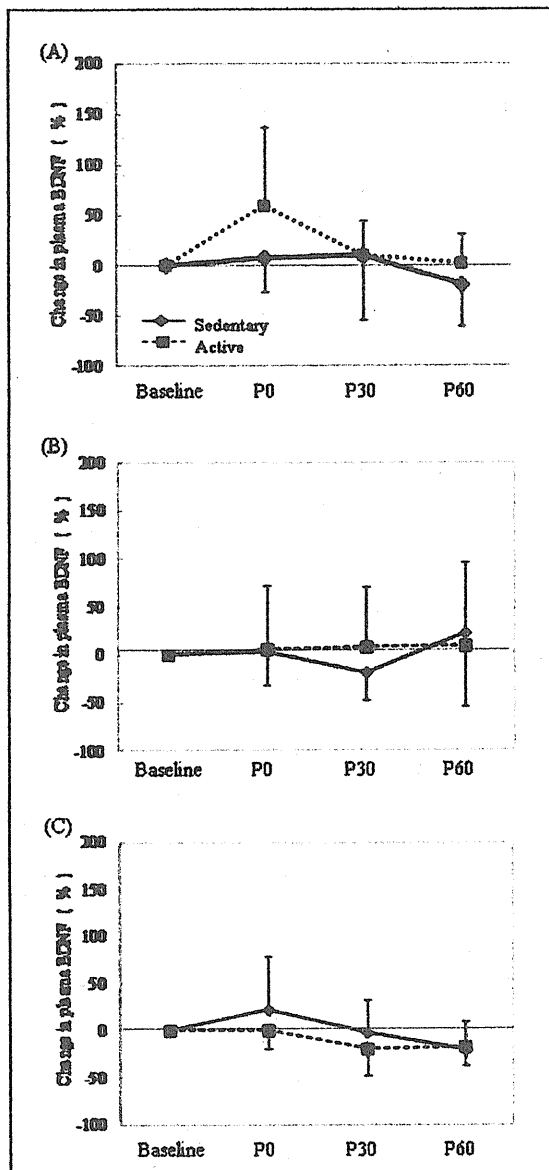 (A)
Change in plasma BDNF ( % )
200
150
100
50
0
-50
-100
Sedentary
Active
Baseline P0 P30 P60
(B)
Change in plasma BDNF ( % )
200
150
100
50
0
-50
-100
Baseline P0 P30 P60
(C)
Change in plasma BDNF ( % )
200
150
100
50
0
-50
-100
Baseline P0 P30 P60